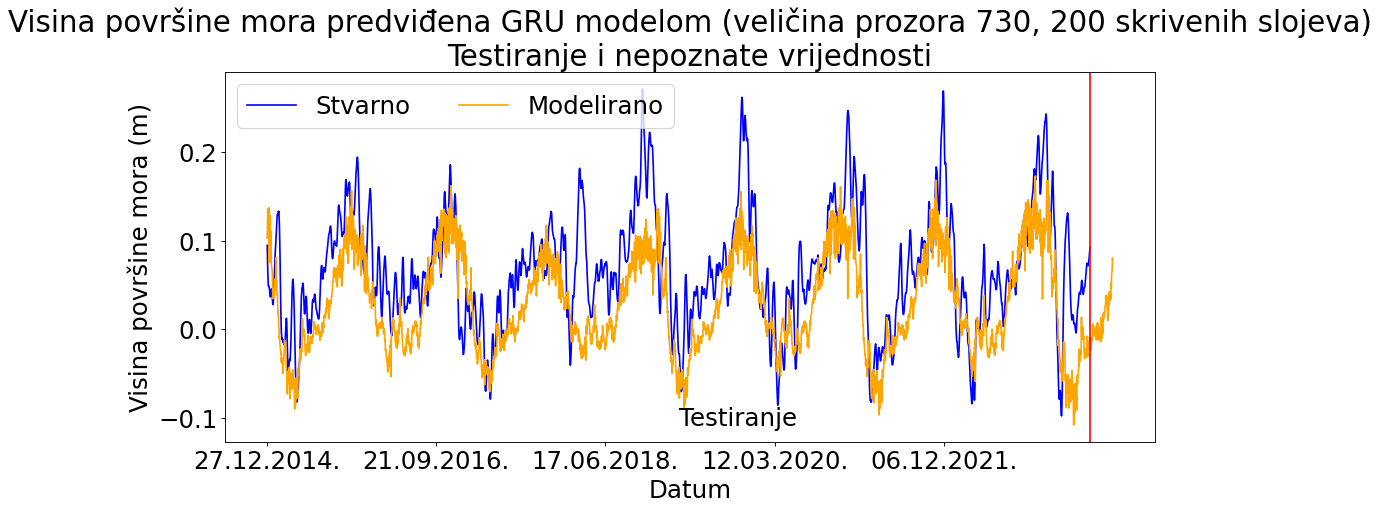 Visina površine mora predviđena GRU modelom (veličina prozora 730, 200 skrivenih slojeva)
Testiranje i nepoznate vrijednosti
Stvarno
Modelirano
Visina površine mora (m)
0.2
0.1
0.0
−0.1
Testiranje
27.12.2014.
21.09.2016.
17.06.2018.
12.03.2020.
06.12.2021.
Datum